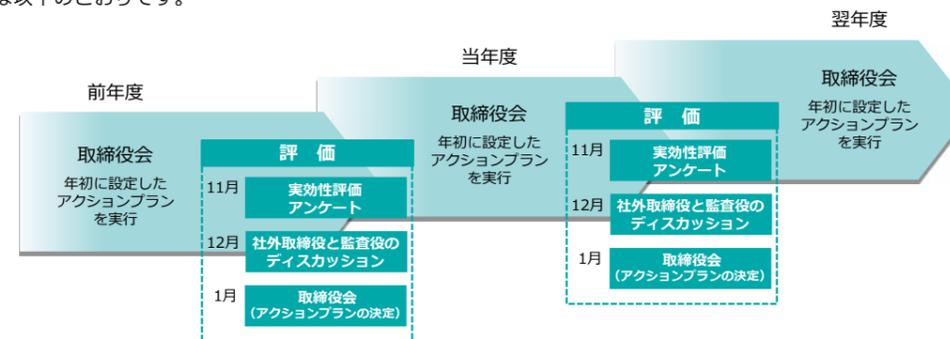 は以下のとおりです。
前年度
取締役会
年初に設定した
アクションプラン
を実行
評 価
11月
実効性評価
アンケート
12月
社外取締役と監査役の
ディスカッション
1月
取締役会
(アクションプランの決定)
当年度
取締役会
年初に設定した
アクションプラン
を実行
評 価
11月
実効性評価
アンケート
12月
社外取締役と監査役の
ディスカッション
1月
取締役会
(アクションプランの決定)
翌年度
取締役会
年初に設定した
アクションプラン
を実行